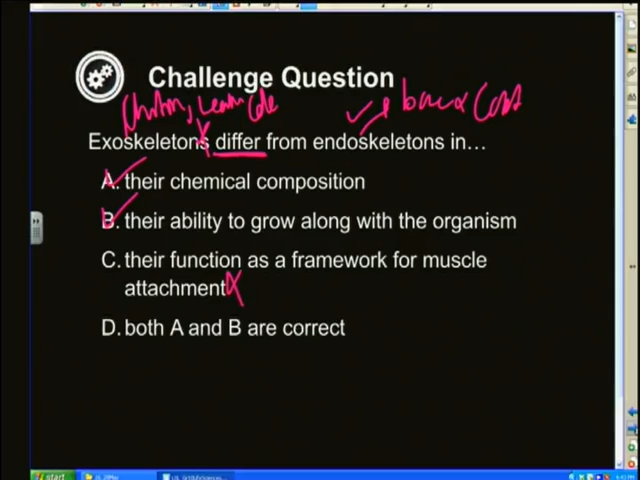 Challenge Question
Exoskeletons differ from endoskeletons in...
A. their chemical composition
B. their ability to grow along with the organism
C. their function as a framework for muscle
attachment
D. both A and B are correct
start